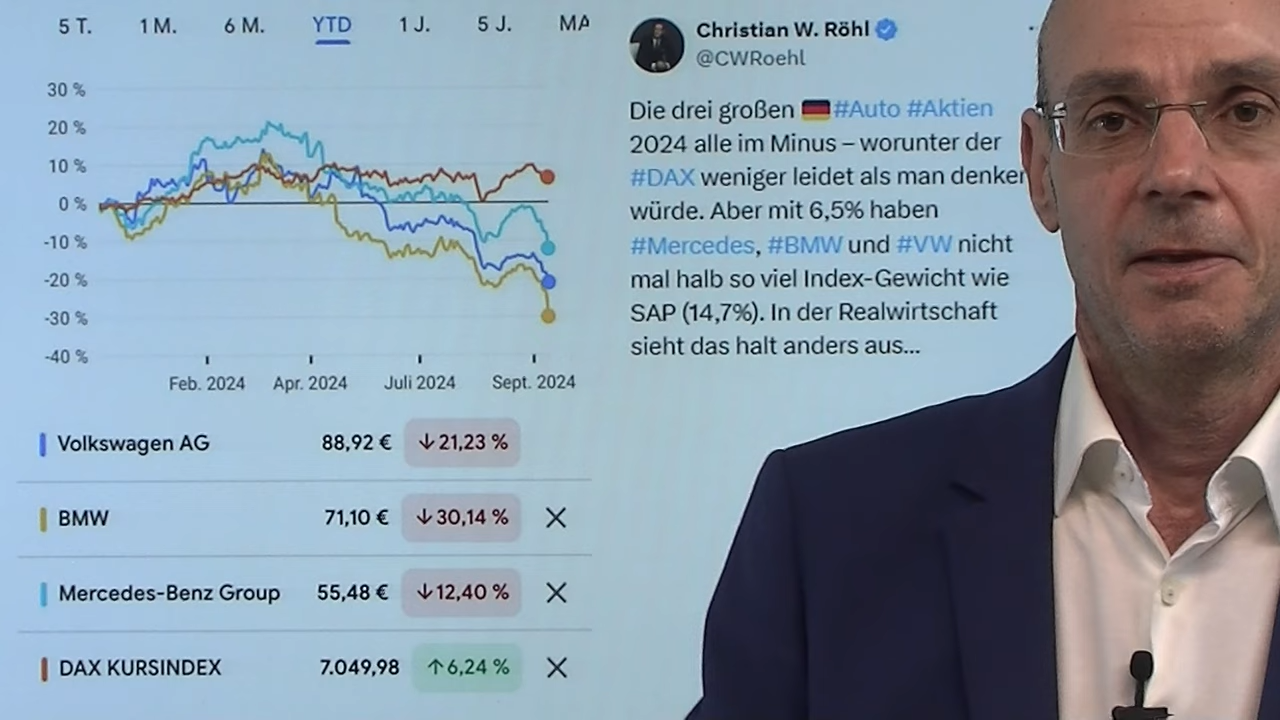 5 T. 1 M. 6 M. YTD 1 J. 5 J. MA
30 %
20 %
10 %
0 %
-10 %
-20 %
-30 %
-40 %
Feb. 2024 Apr. 2024 Juli 2024 Sept. 2024
Volkswagen AG 88,92 € ↓21,23 %
BMW 71,10 € ↓30,14 %
Mercedes-Benz Group 55,48 € ↓12,40 %
DAX KURSINDEX 7.049,98 ↑6,24 %
Christian W. Röhl
@CWRoehl
Die drei großen 🇩🇪#Auto #Aktien
2024 alle im Minus – worunter der
#DAX weniger leidet als man denken
würde. Aber mit 6,5% haben
#Mercedes, #BMW und #VW nicht
mal halb so viel Index-Gewicht wie
SAP (14,7%). In der Realwirtschaft
sieht das halt anders aus...